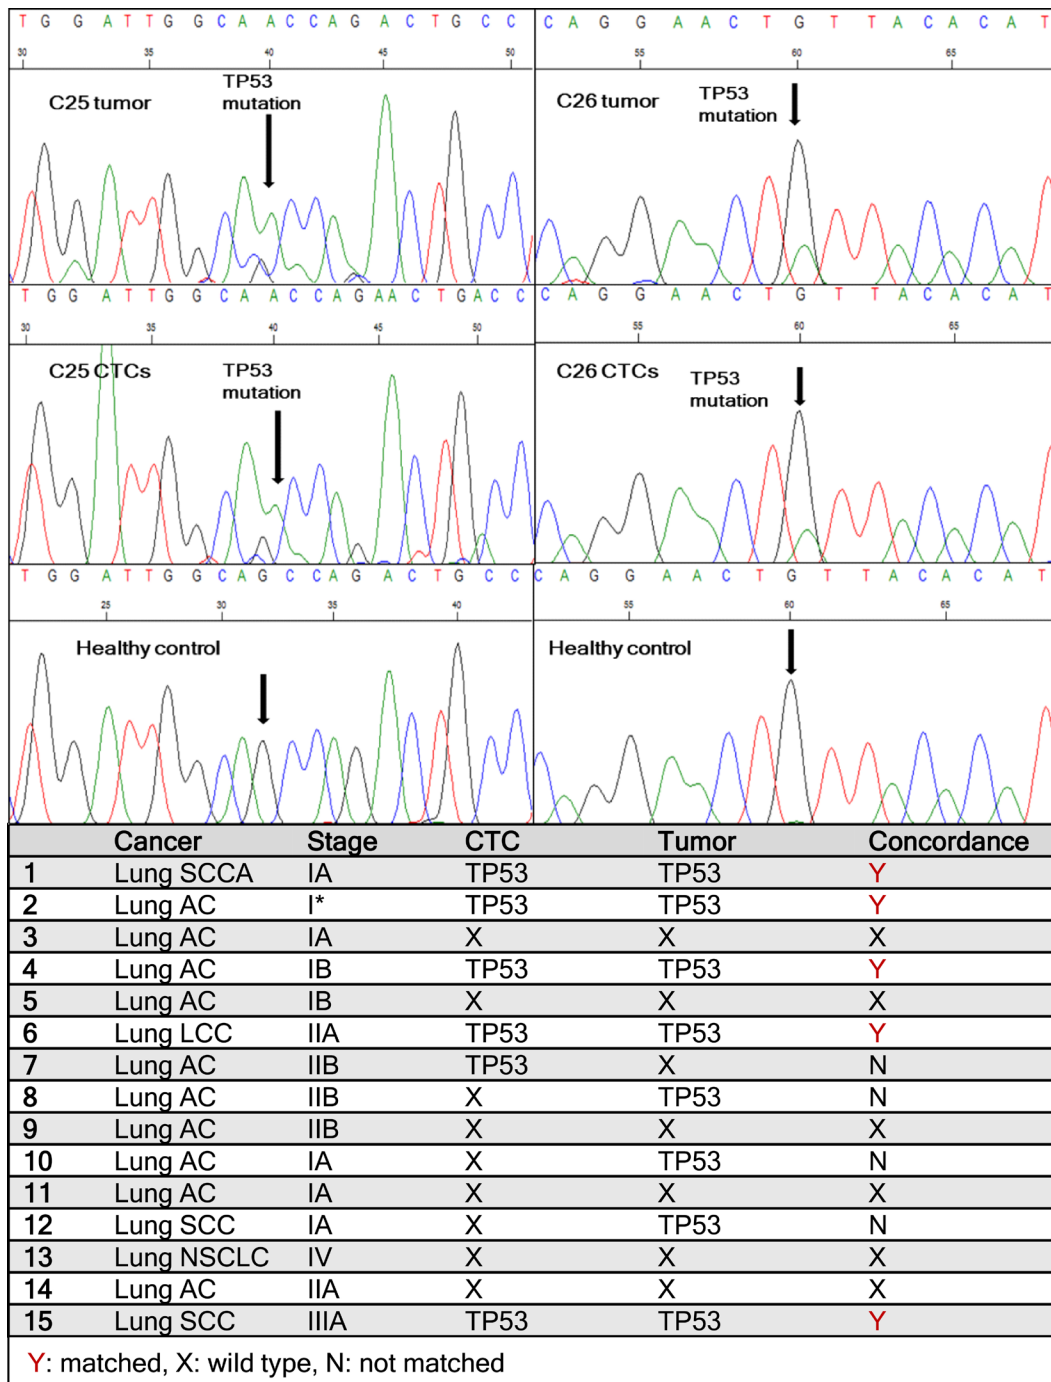 T G G A T T G G C A A C C A G A C T G C C
30 35 40 45 50
C25 tumor
TP53
mutation
C A G G A A C T G T T A C A C A T
55 60 65
C26 tumor
TP53
mutation
T G G A T T G G C A A C C A G A A C T G A C C
30 35 40 45 50
C25 CTCs
TP53
mutation
C A G G A A C T G T T A C A C A T
55 60 65
C26 CTCs
TP53
mutation
T G G A T T G G C A G C C A G A C T G C C
25 30 35 40
Healthy control
C A G G A A C T G T T A C A C A T
55 60 65
Healthy control
Cancer Stage CTC Tumor Concordance
1 Lung SCCA IA TP53 TP53 Y
2 Lung AC I* TP53 TP53 Y
3 Lung AC IA X X X
4 Lung AC IB TP53 TP53 Y
5 Lung AC IB X X X
6 Lung LCC IIA TP53 TP53 Y
7 Lung AC IIB TP53 X N
8 Lung AC IIB X TP53 N
9 Lung AC IIB X X X
10 Lung AC IA X TP53 N
11 Lung AC IA X X X
12 Lung SCC IA X TP53 N
13 Lung NSCLC IV X X X
14 Lung AC IIA X X X
15 Lung SCC IIIA TP53 TP53 Y
Y: matched, X: wild type, N: not matched